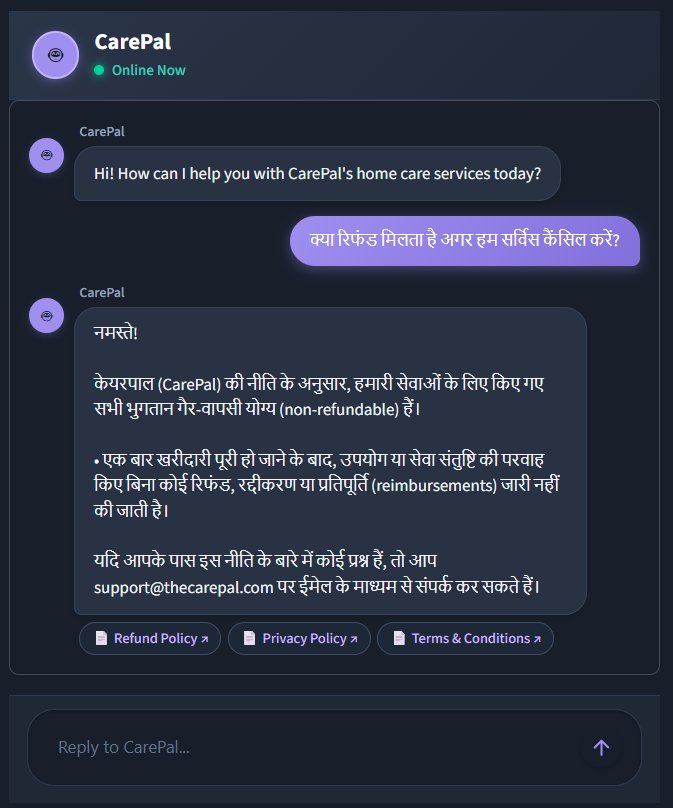 CarePal
Online Now
CarePal
Hi! How can I help you with CarePal's home care services today?
क्या रिफंड मिलता है अगर हम सर्विस कैंसिल करें?
CarePal
नमस्ते!
केयरपाल (CarePal) की नीति के अनुसार, हमारी सेवाओं के लिए किए गए
सभी भुगतान गैर-वापसी योग्य (non-refundable) हैं।
• एक बार खरीदारी पूरी हो जाने के बाद, उपयोग या सेवा संतुष्टि की परवाह
किए बिना कोई रिफंड, रद्दीकरण या प्रतिपूर्ति (reimbursements) जारी नहीं
की जाती है।
यदि आपके पास इस नीति के बारे में कोई प्रश्न हैं, तो आप
support@thecarepal.com पर ईमेल के माध्यम से संपर्क कर सकते हैं।
Refund Policy ↗ Privacy Policy ↗ Terms & Conditions ↗
Reply to CarePal...